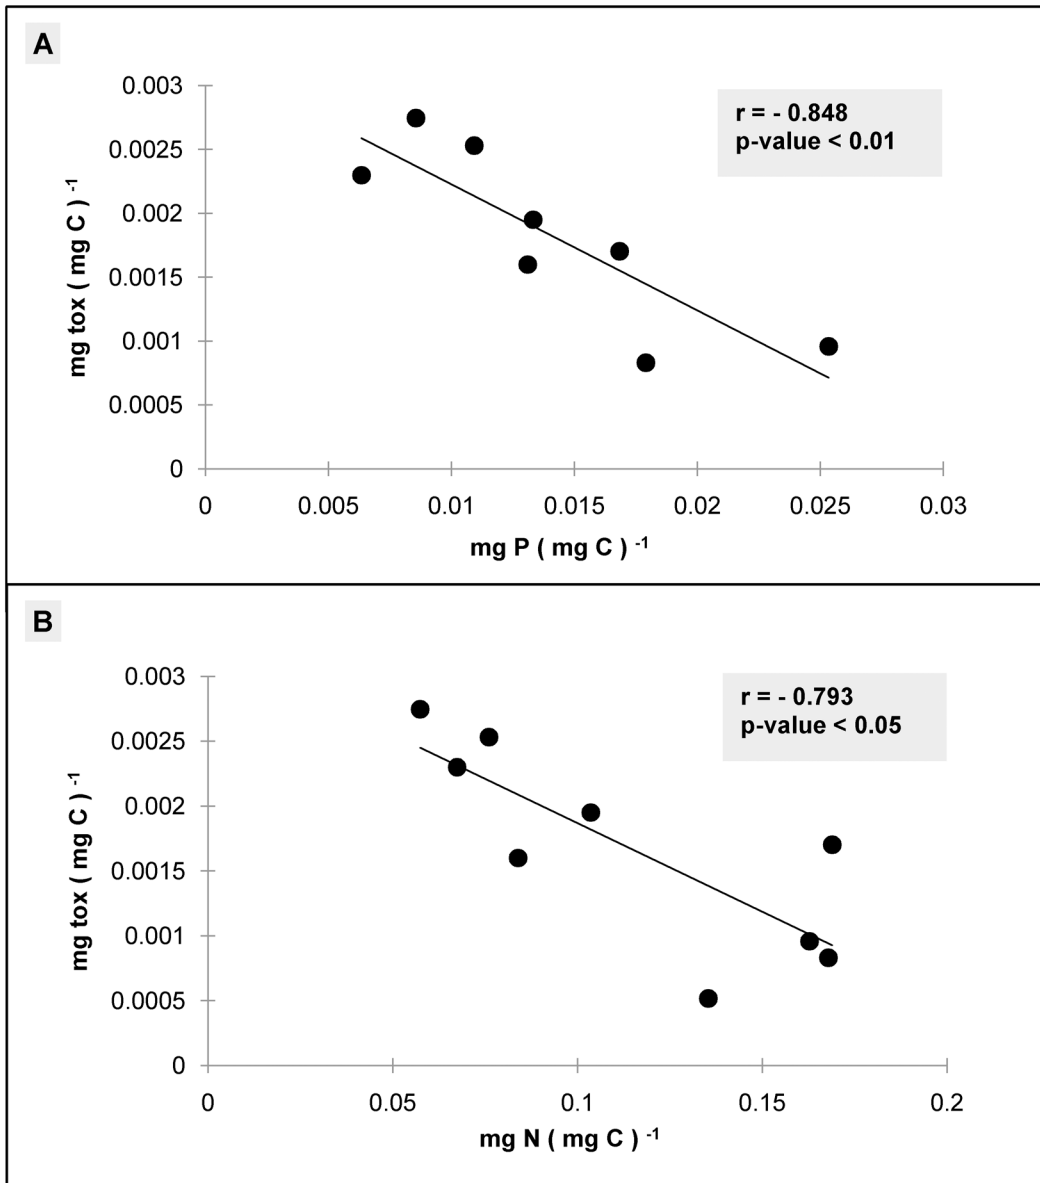 A
r = - 0.848
p-value < 0.01
mg tox ( mg C ) -1
0.003
0.0025
0.002
0.0015
0.001
0.0005
0
0 0.005 0.01 0.015 0.02 0.025 0.03
mg P ( mg C ) -1
B
r = - 0.793
p-value < 0.05
mg tox ( mg C ) -1
0.003
0.0025
0.002
0.0015
0.001
0.0005
0
0 0.05 0.1 0.15 0.2
mg N ( mg C ) -1